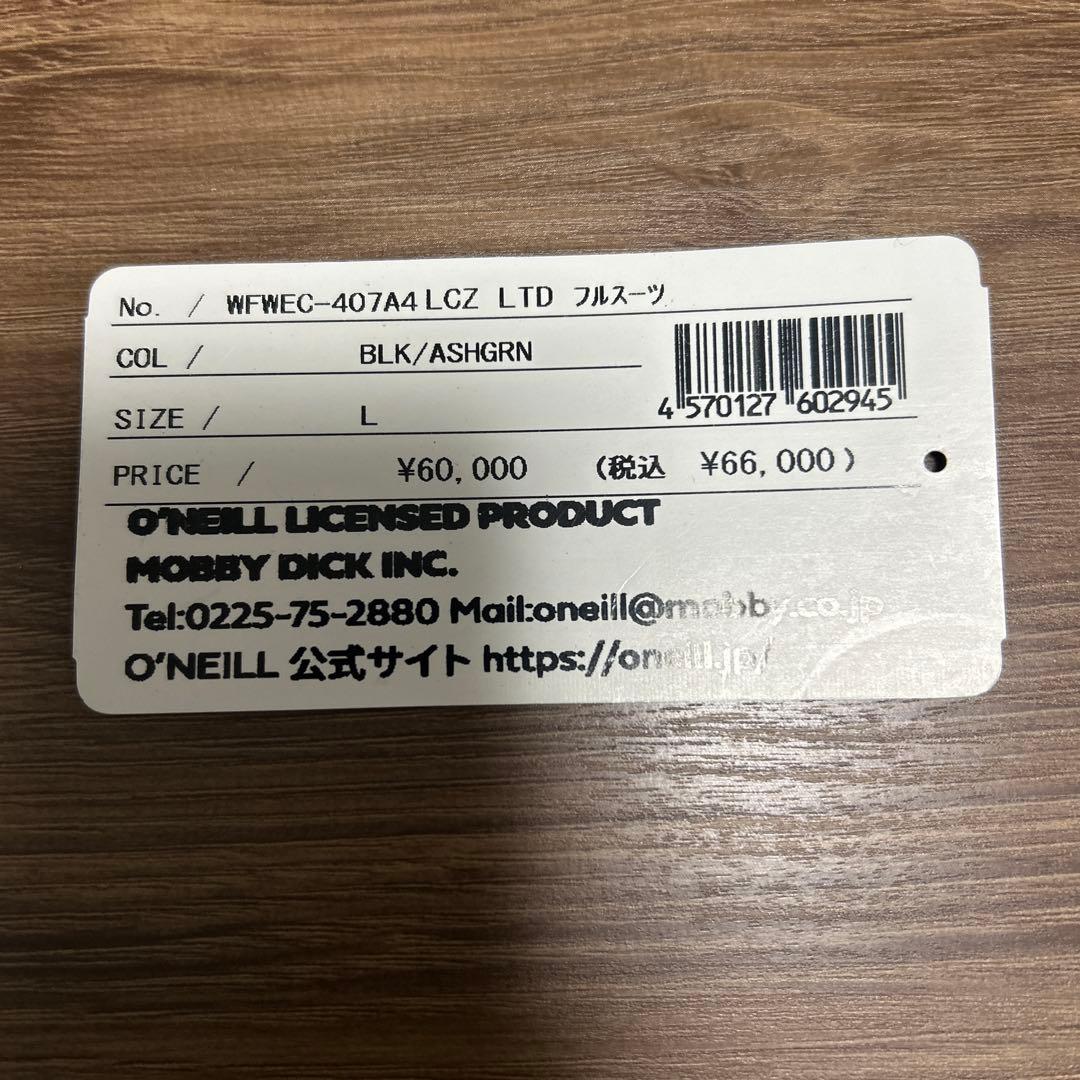 No. / WFWEC-407A4 LCZ LTD フルスーツ
COL / BLK/ASHGRN
SIZE / L
4 570127 602945
PRICE / ¥60,000 (税込 ¥66,000)
O'NEILL LICENSED PRODUCT
MOBBY DICK INC.
Tel:0225-75-2880 Mail:oneill@mobby.co.jp
O'NEILL 公式サイト https://oneill.jp/